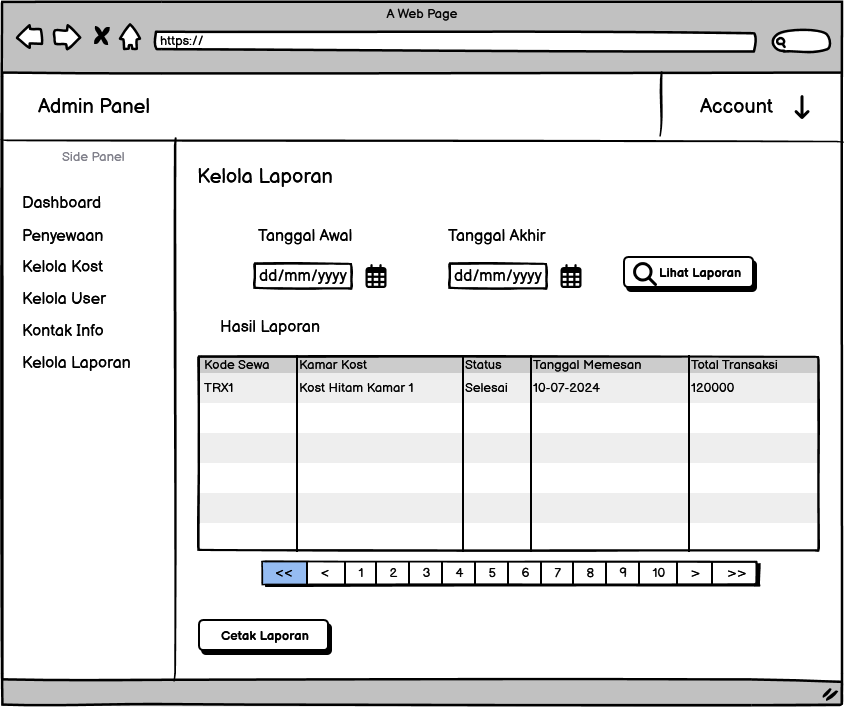 A Web Page
https://
Admin Panel
Account
Side Panel
Dashboard
Penyewaan
Kelola Kost
Kelola User
Kontak Info
Kelola Laporan
Kelola Laporan
Tanggal Awal Tanggal Akhir
dd/mm/yyyy dd/mm/yyyy Lihat Laporan
Hasil Laporan
Kode Sewa Kamar Kost Status Tanggal Memesan Total Transaksi
TRX1 Kost Hitam Kamar 1 Selesai 10-07-2024 120000
<< < 1 2 3 4 5 6 7 8 9 10 > >>
Cetak Laporan